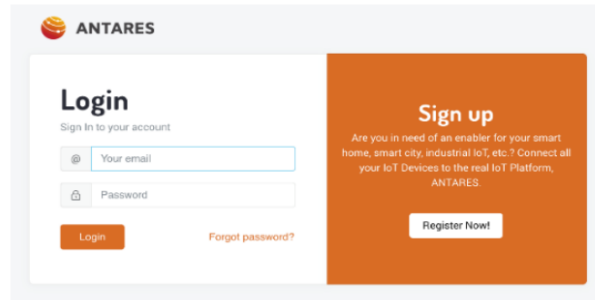 ANTARES
Login
Sign In to your account
@ Your email
Password
Login
Forgot password?
Sign up
Are you in need of an enabler for your smart
home, smart city, industrial IoT, etc.? Connect all
your IoT Devices to the real IoT Platform,
ANTARES.
Register Now!